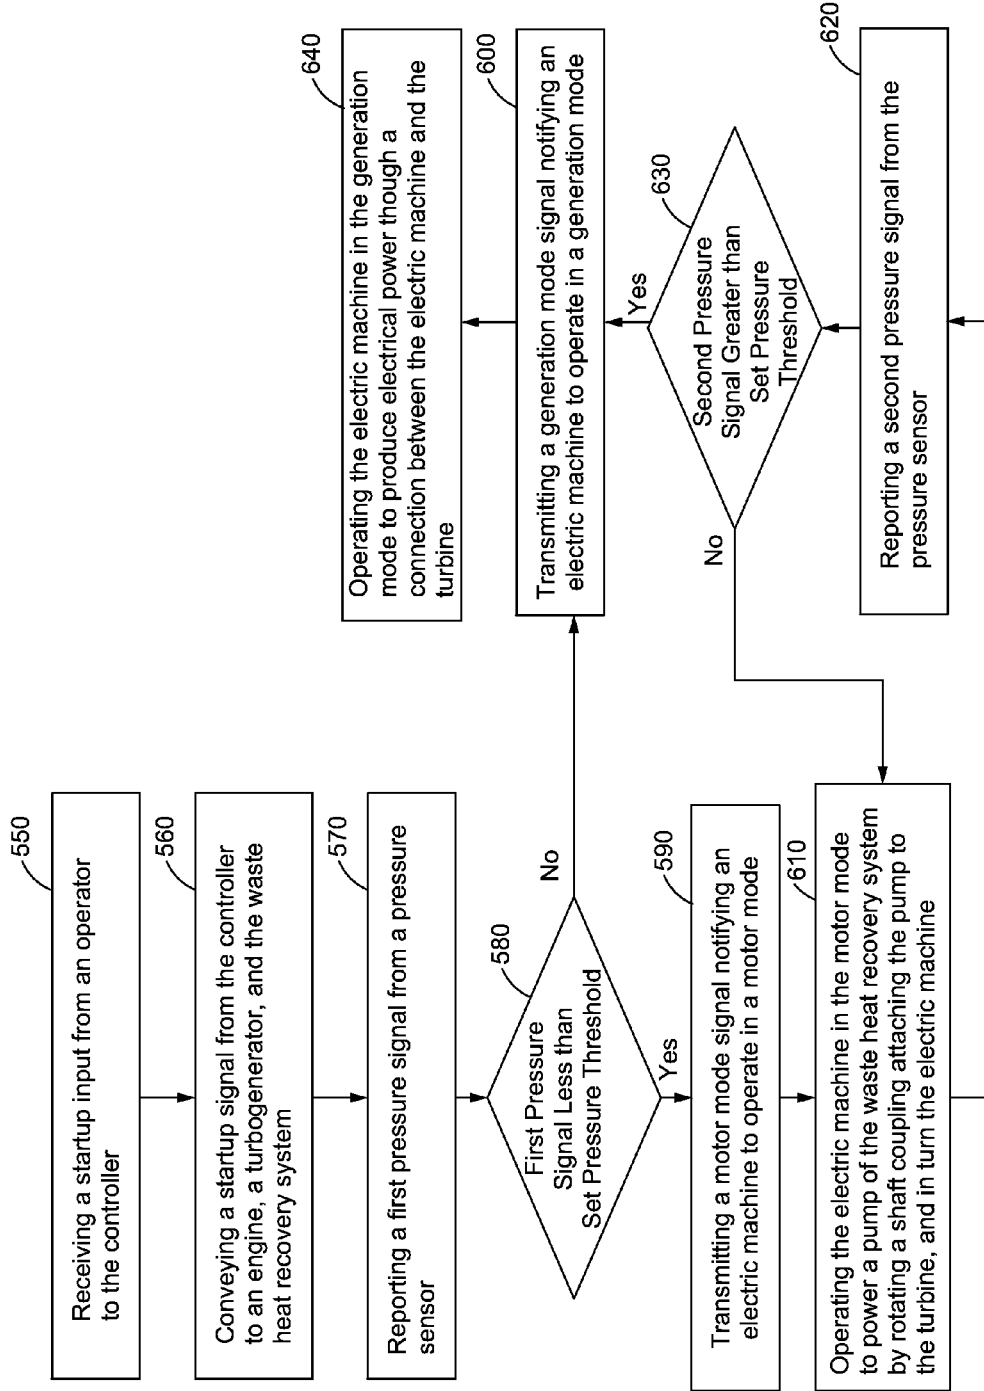 550
Receiving a startup input from an operator
to the controller
560
Conveying a startup signal from the controller
to an engine, a turbogenerator, and the waste
heat recovery system
570
Reporting a first pressure signal from a pressure
sensor
580
First Pressure
Signal Less than
Set Pressure Threshold
No
Yes
590
Transmitting a motor mode signal notifying an
electric machine to operate in a motor mode
610
Operating the electric machine in the motor mode
to power a pump of the waste heat recovery system
by rotating a shaft coupling attaching the pump to
the turbine, and in turn the electric machine
640
Operating the electric machine in the generation
mode to produce electrical power though a
connection between the electric machine and the
turbine
600
Transmitting a generation mode signal notifying an
electric machine to operate in a generation mode
Yes
630
Second Pressure
Signal Greater than
Set Pressure
Threshold
No
620
Reporting a second pressure signal from the
pressure sensor